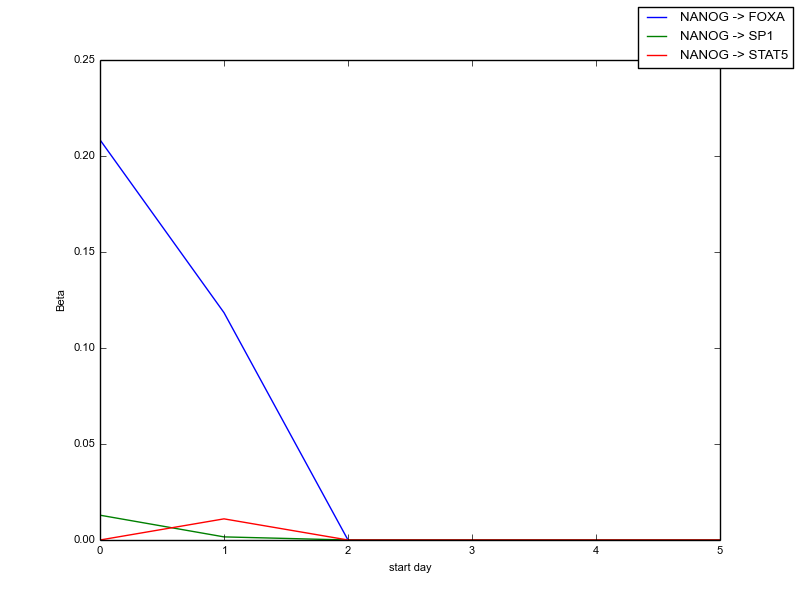 NANOG -> FOXA
NANOG -> SP1
NANOG -> STAT5
0.25
0.20
0.15
0.10
0.05
0.00
Beta
0 1 2 3 4 5
start day